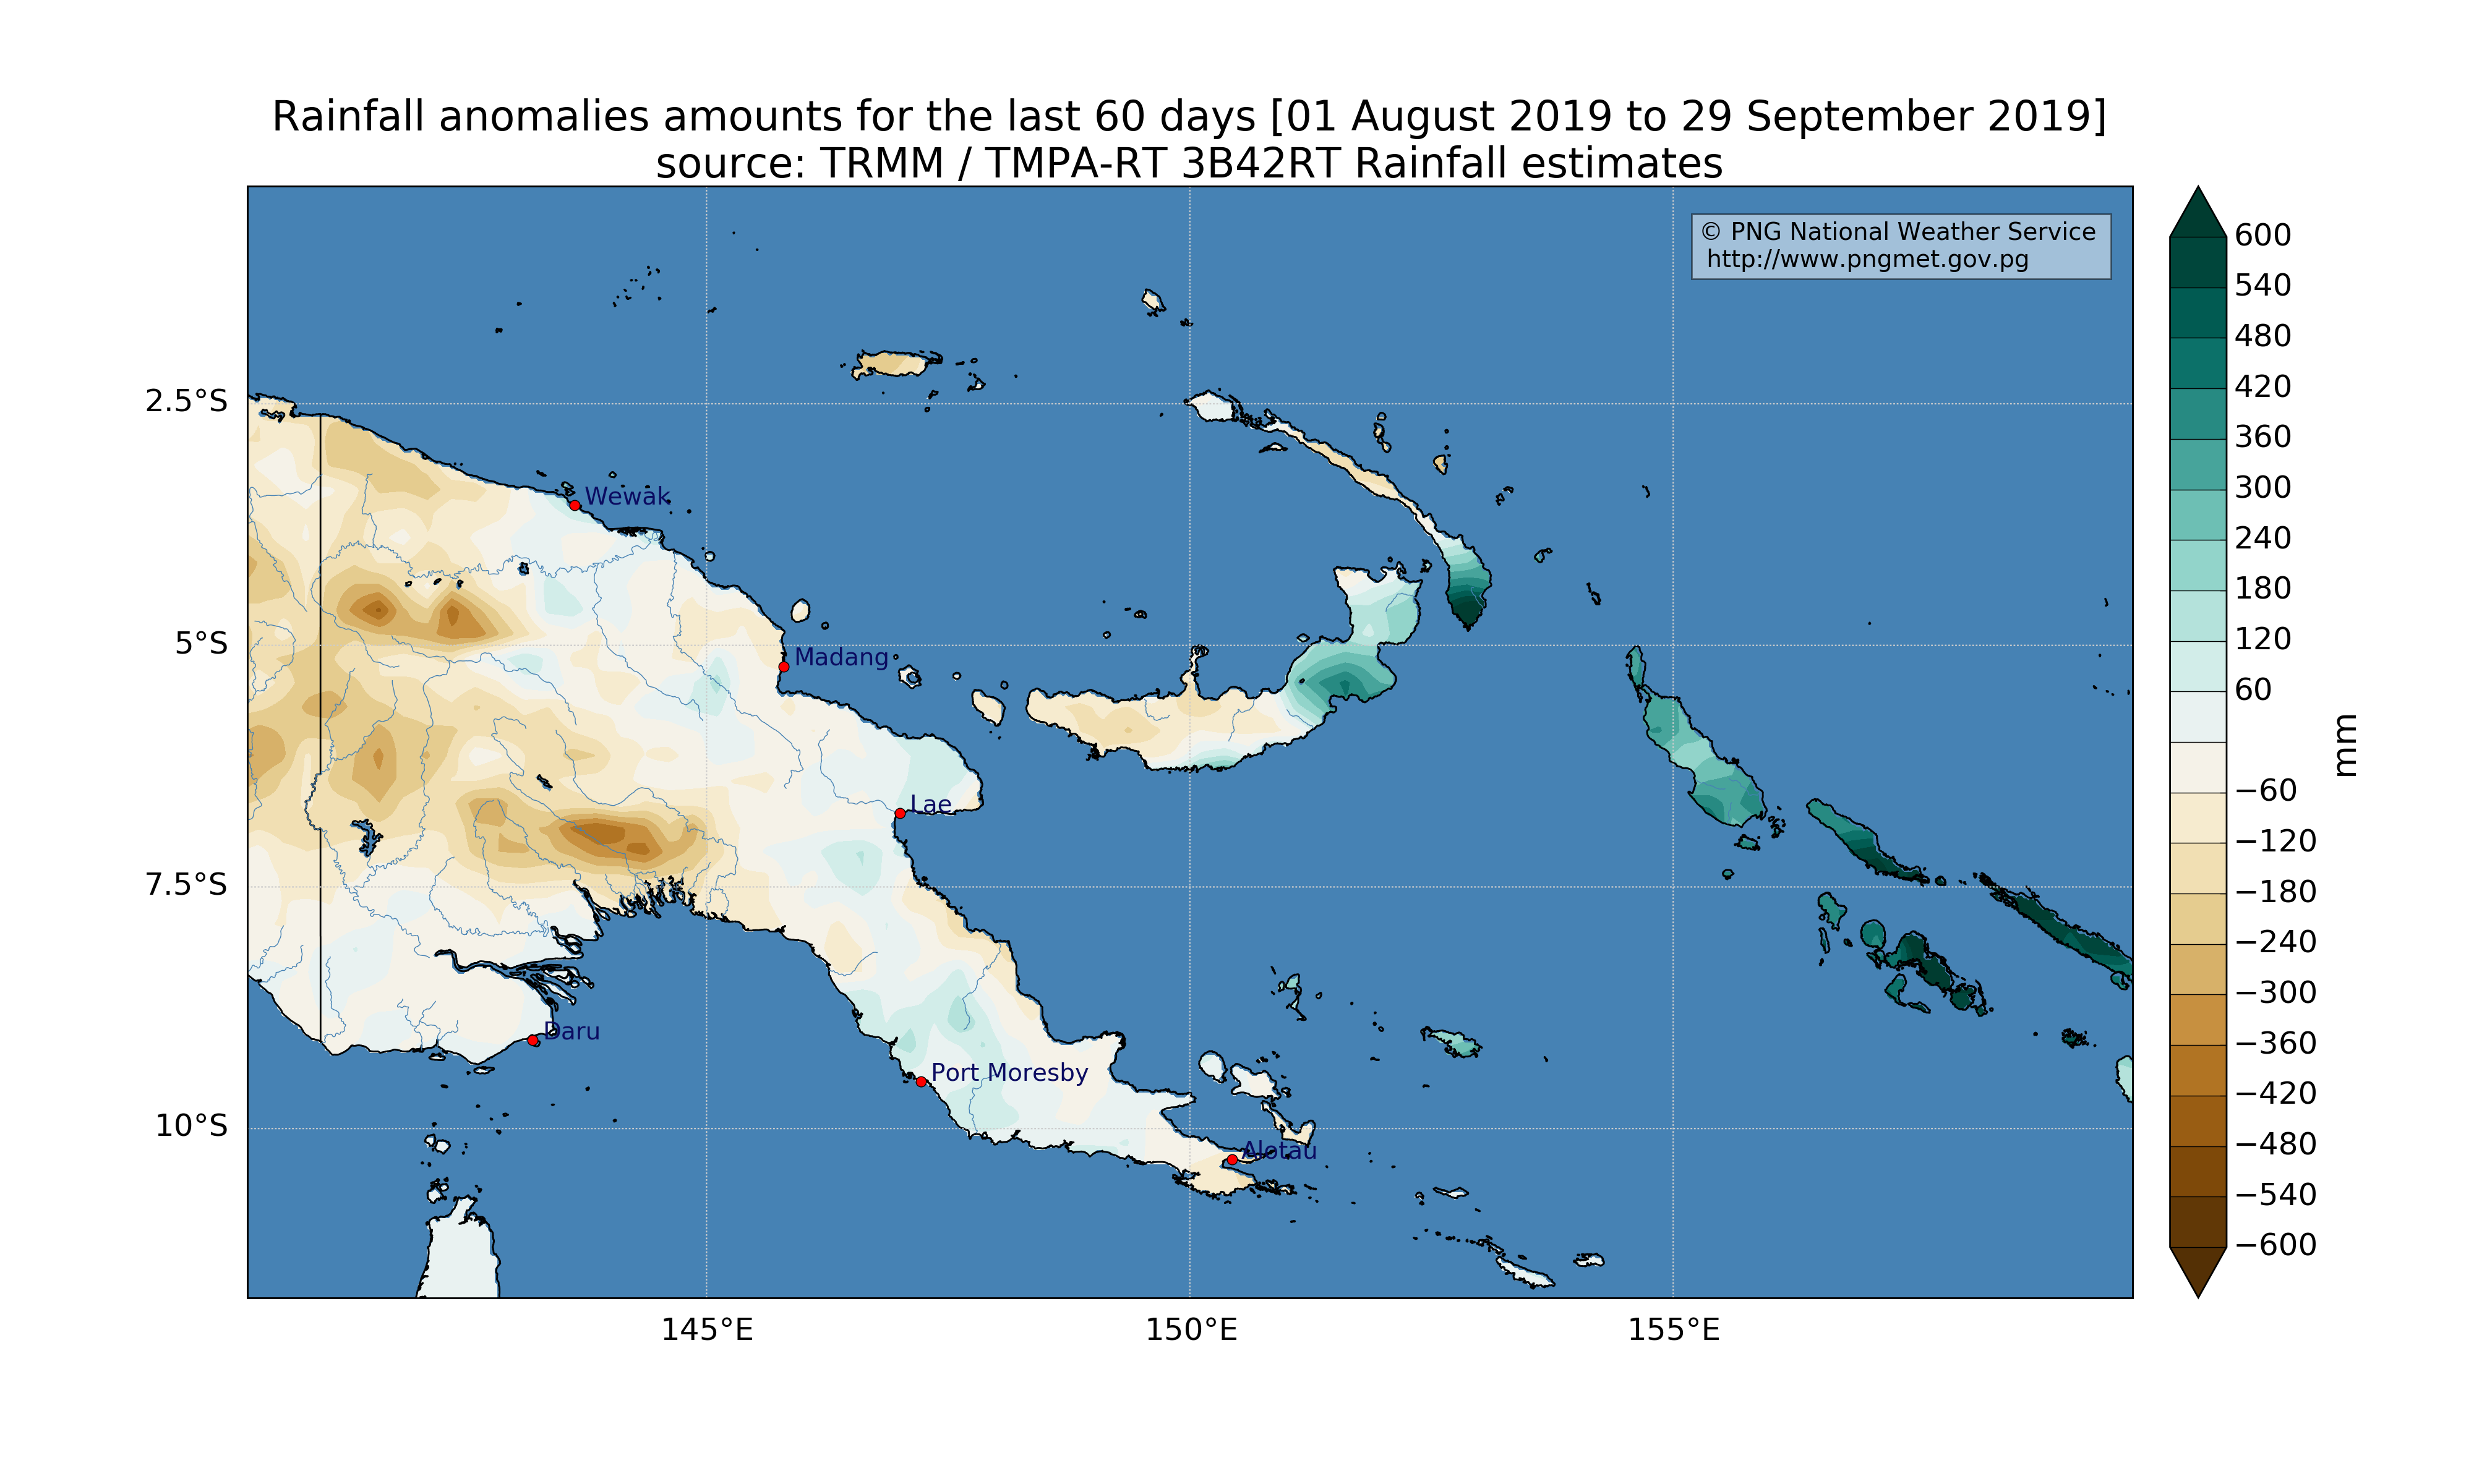 Rainfall anomalies amounts for the last 60 days [01 August 2019 to 29 September 2019]
source: TRMM / TMPA-RT 3B42RT Rainfall estimates
© PNG National Weather Service
http://www.pngmet.gov.pg
2.5°S
5°S
7.5°S
10°S
Wewak
Madang
Lae
Daru
Port Moresby
Alotau
145°E
150°E
155°E
600
540
480
420
360
300
240
180
120
60
−60
−120
−180
−240
−300
−360
−420
−480
−540
−600
mm